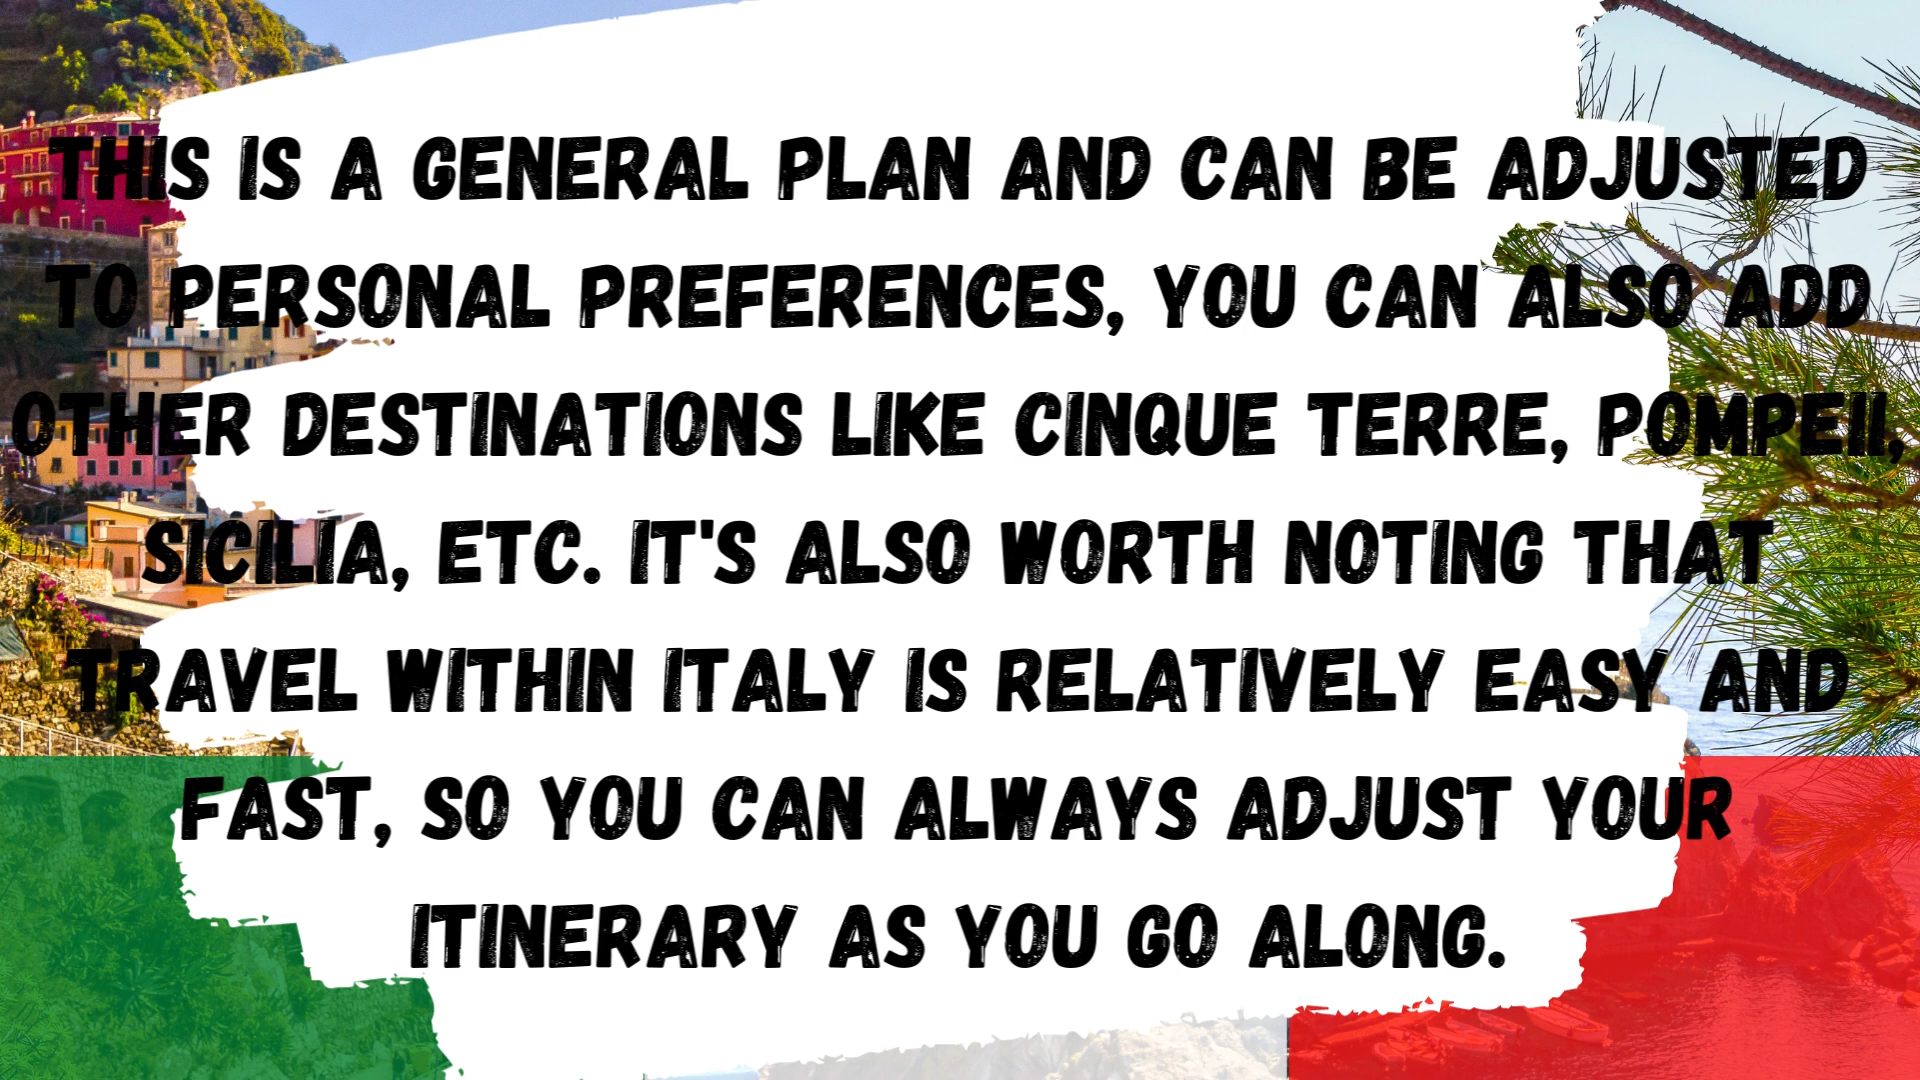 THIS IS A GENERAL PLAN AND CAN BE ADJUSTED
TO PERSONAL PREFERENCES, YOU CAN ALSO ADD
OTHER DESTINATIONS LIKE CINQUE TERRE, POMPEII,
SICILIA, ETC. IT'S ALSO WORTH NOTING THAT
TRAVEL WITHIN ITALY IS RELATIVELY EASY AND
FAST, SO YOU CAN ALWAYS ADJUST YOUR
ITINERARY AS YOU GO ALONG.